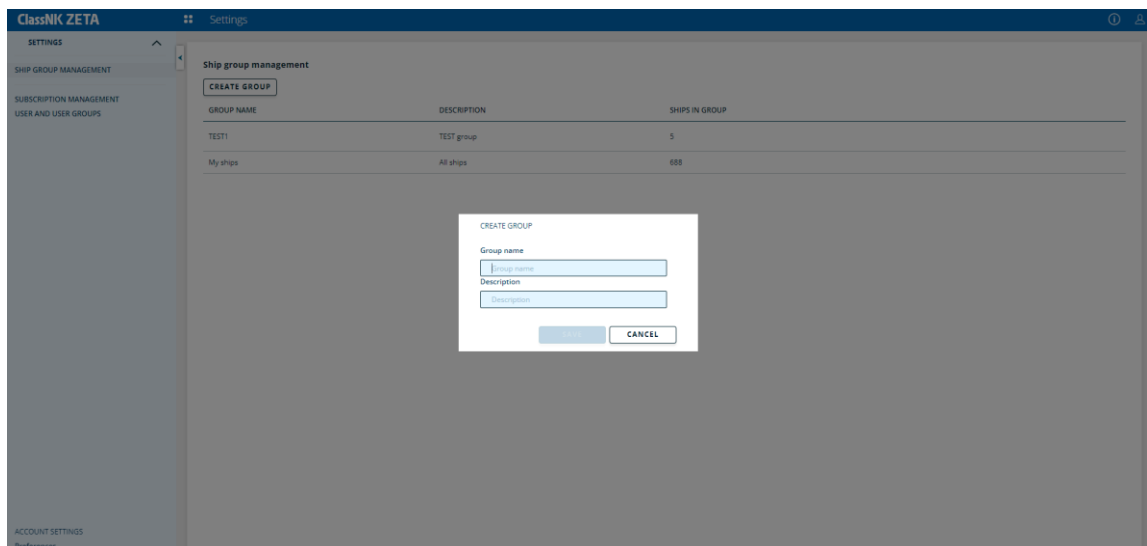 ClassNK ZETA
Settings
SETTINGS
SHIP GROUP MANAGEMENT
SUBSCRIPTION MANAGEMENT
USER AND USER GROUPS
Ship group management
CREATE GROUP
GROUP NAME DESCRIPTION SHIPS IN GROUP
TEST1 TEST group 5
My ships All ships 688
CREATE GROUP
Group name
Group name
Description
Description
SAVE CANCEL
ACCOUNT SETTINGS